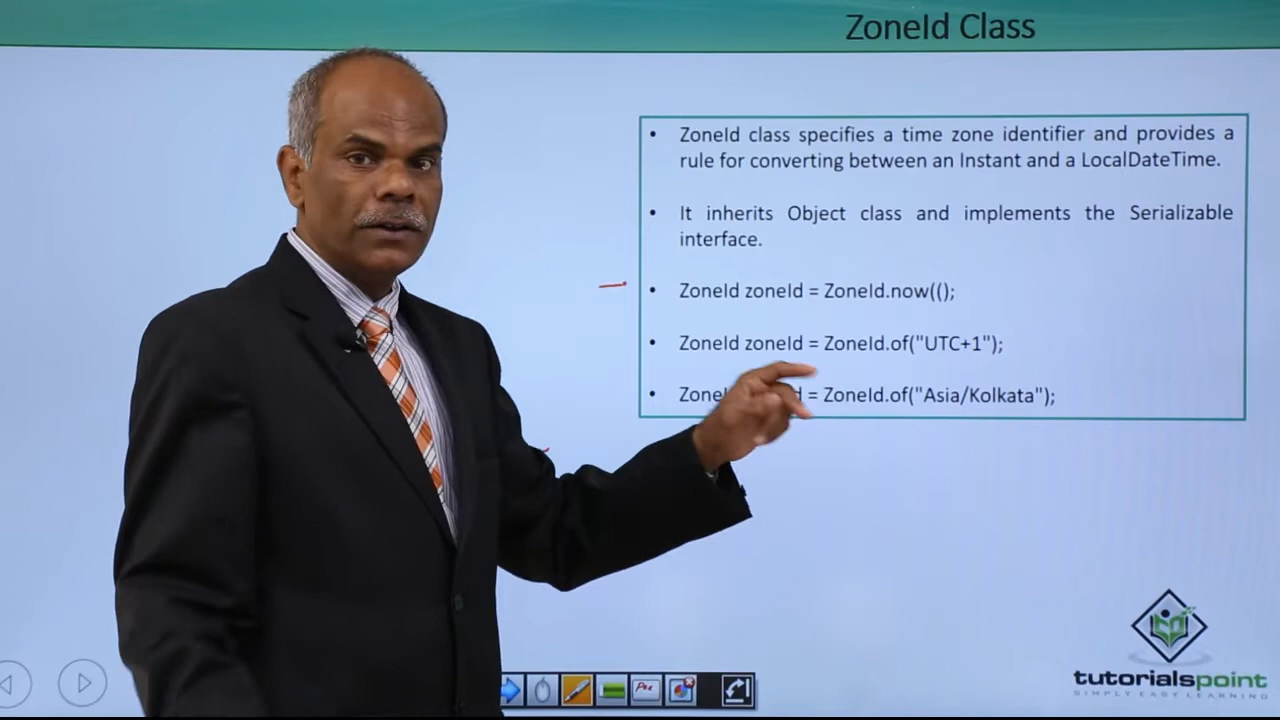 ZoneId Class
• ZoneId class specifies a time zone identifier and provides a
rule for converting between an Instant and a LocalDateTime.
• It inherits Object class and implements the Serializable
interface.
• ZoneId zoneId = ZoneId.now(();
• ZoneId zoneId = ZoneId.of("UTC+1");
• = ZoneId.of("Asia/Kolkata");
Pen
tutorialspoint
SIMPLY EASY LEARNING